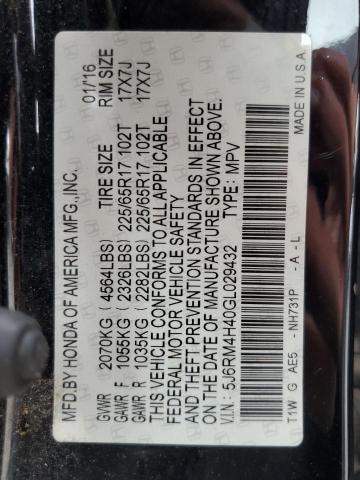 MFD.BY HONDA OF AMERICA MFG.,INC. 01/16
TIRE SIZE RIM SIZE
GVWR 2070KG (4564LBS)
GAWR F 1055KG (2326LBS) 225/65R17 102T 17X7J
GAWR R 1035KG (2282LBS) 225/65R17 102T 17X7J
THIS VEHICLE CONFORMS TO ALL APPLICABLE
FEDERAL MOTOR VEHICLE SAFETY
AND THEFT PREVENTION STANDARDS IN EFFECT
ON THE DATE OF MANUFACTURE SHOWN ABOVE.
V.I.N.: 5J6RM4H40GL029432 TYPE: MPV
T1W G AE5 - NH731P - A - L MADE IN U.S.A